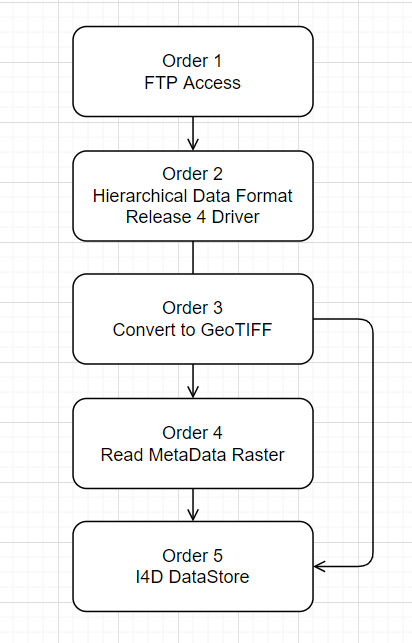 Order 1
FTP Access
Order 2
Hierarchical Data Format
Release 4 Driver
Order 3
Convert to GeoTIFF
Order 4
Read MetaData Raster
Order 5
I4D DataStore